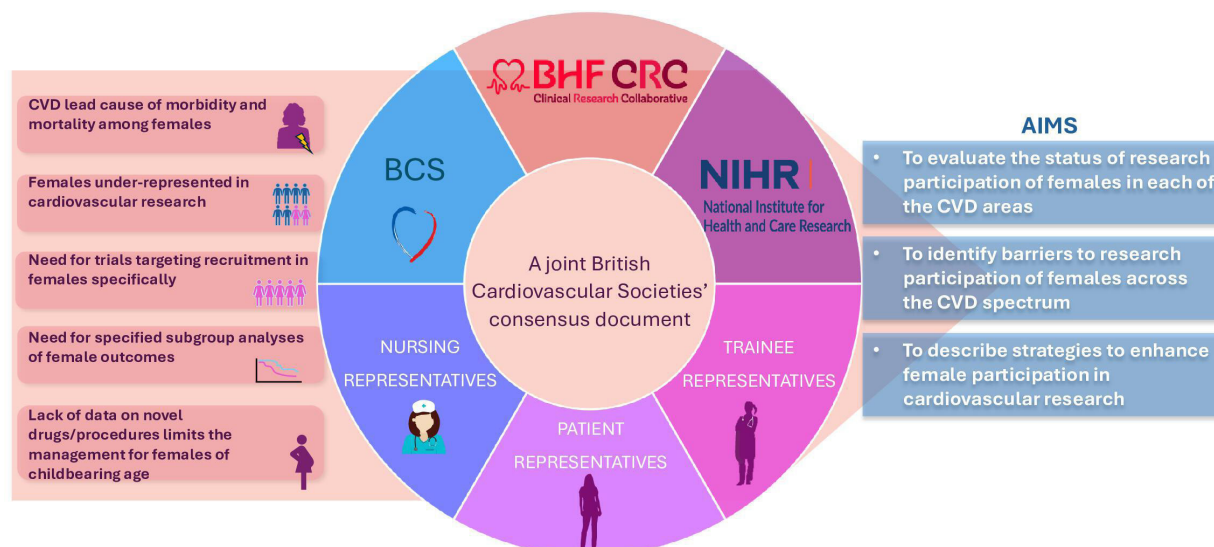 CVD lead cause of morbidity and
mortality among females
Females under-represented in
cardiovascular research
Need for trials targeting recruitment in
females specifically
Need for specified subgroup analyses
of female outcomes
Lack of data on novel
drugs/procedures limits the
management for females of
childbearing age
BHF CRC
Clinical Research Collaborative
BCS
NIHR
National Institute for
Health and Care Research
A joint British
Cardiovascular Societies’
consensus document
NURSING
REPRESENTATIVES
TRAINEE
REPRESENTATIVES
PATIENT
REPRESENTATIVES
AIMS
• To evaluate the status of research
participation of females in each of
the CVD areas
• To identify barriers to research
participation of females across
the CVD spectrum
• To describe strategies to enhance
female participation in
cardiovascular research